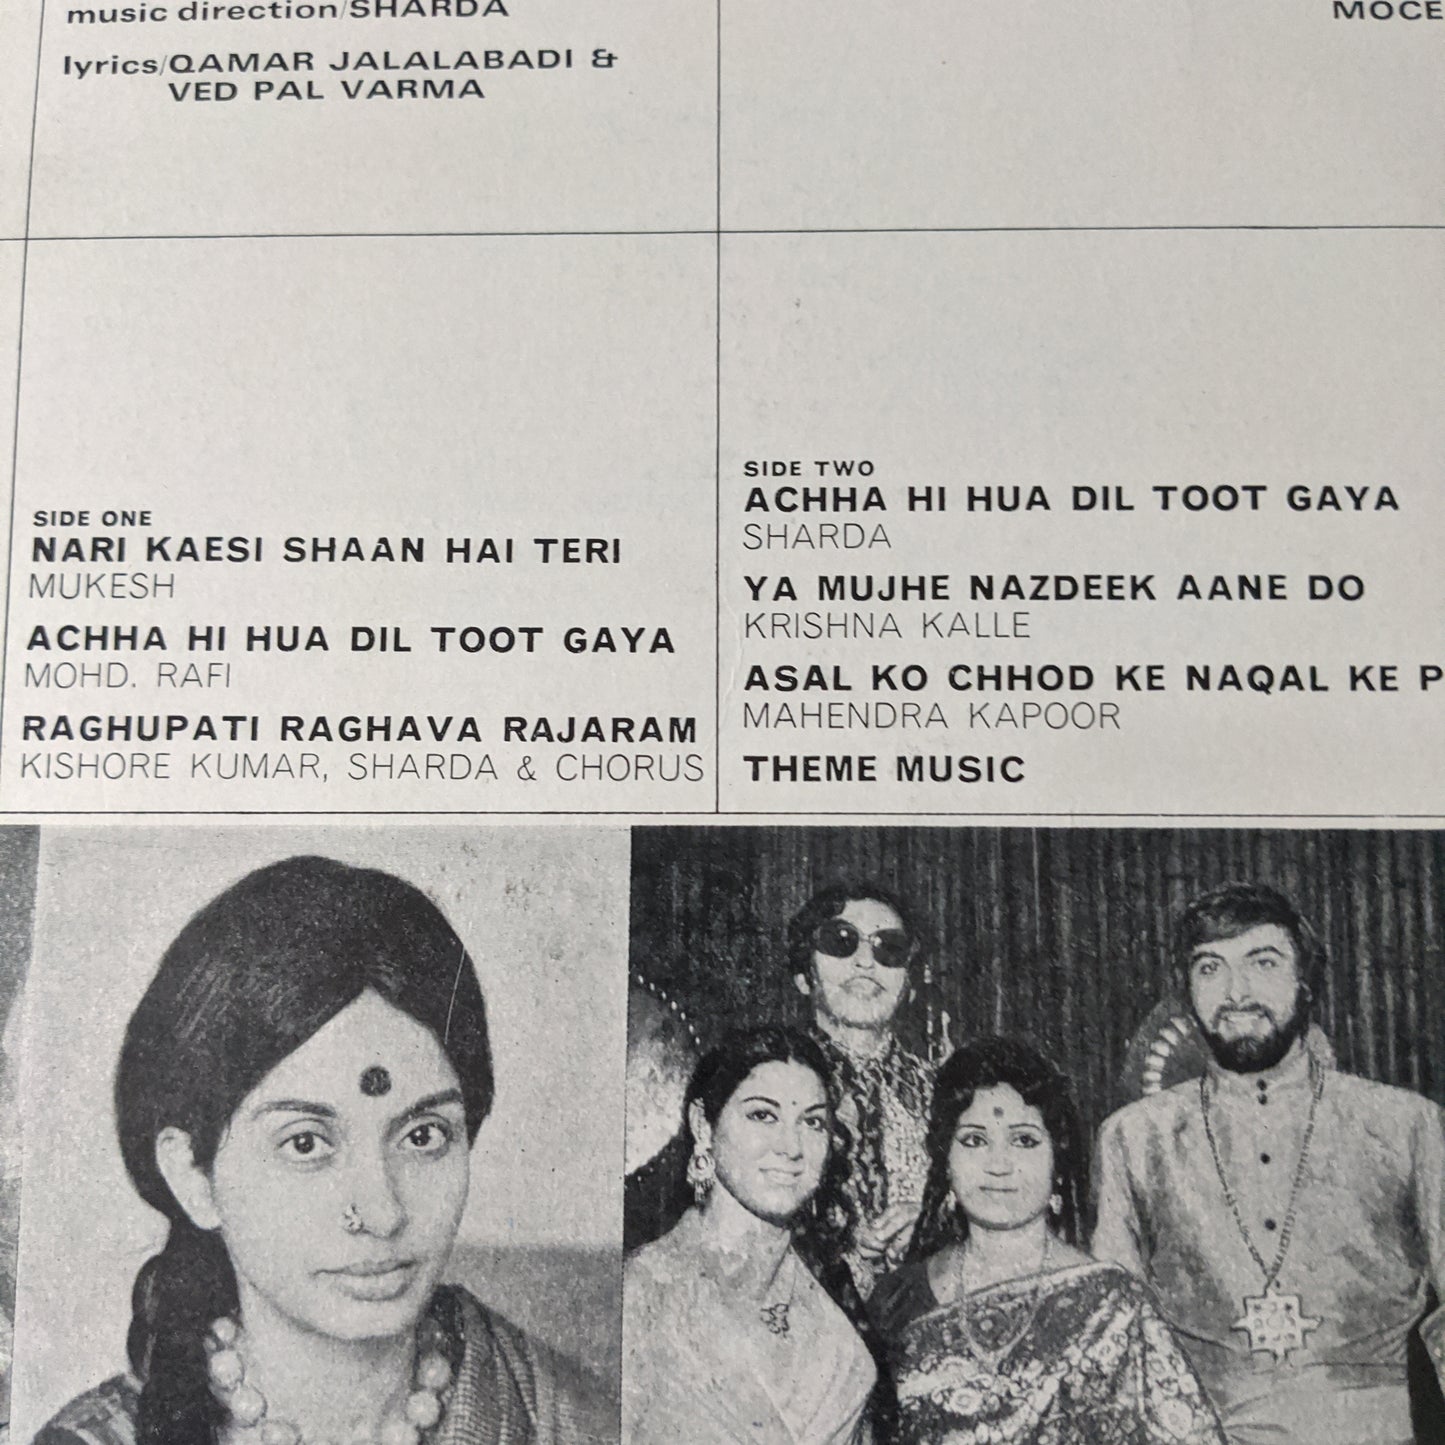 music direction/SHARDA
lyrics/QAMAR JALALABADI &
VED PAL VARMA
MOCE
SIDE ONE
NARI KAESI SHAAN HAI TERI
MUKESH
ACHHA HI HUA DIL TOOT GAYA
MOHD. RAFI
RAGHUPATI RAGHAVA RAJARAM
KISHORE KUMAR, SHARDA & CHORUS
SIDE TWO
ACHHA HI HUA DIL TOOT GAYA
SHARDA
YA MUJHE NAZDEEK AANE DO
KRISHNA KALLE
ASAL KO CHHOD KE NAQAL KE P
MAHENDRA KAPOOR
THEME MUSIC